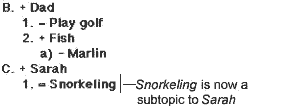 B. + Dad
1. – Play golf
2. + Fish
a) – Marlin
C. + Sarah
1. = Snorkeling —Snorkeling is now a
subtopic to Sarah